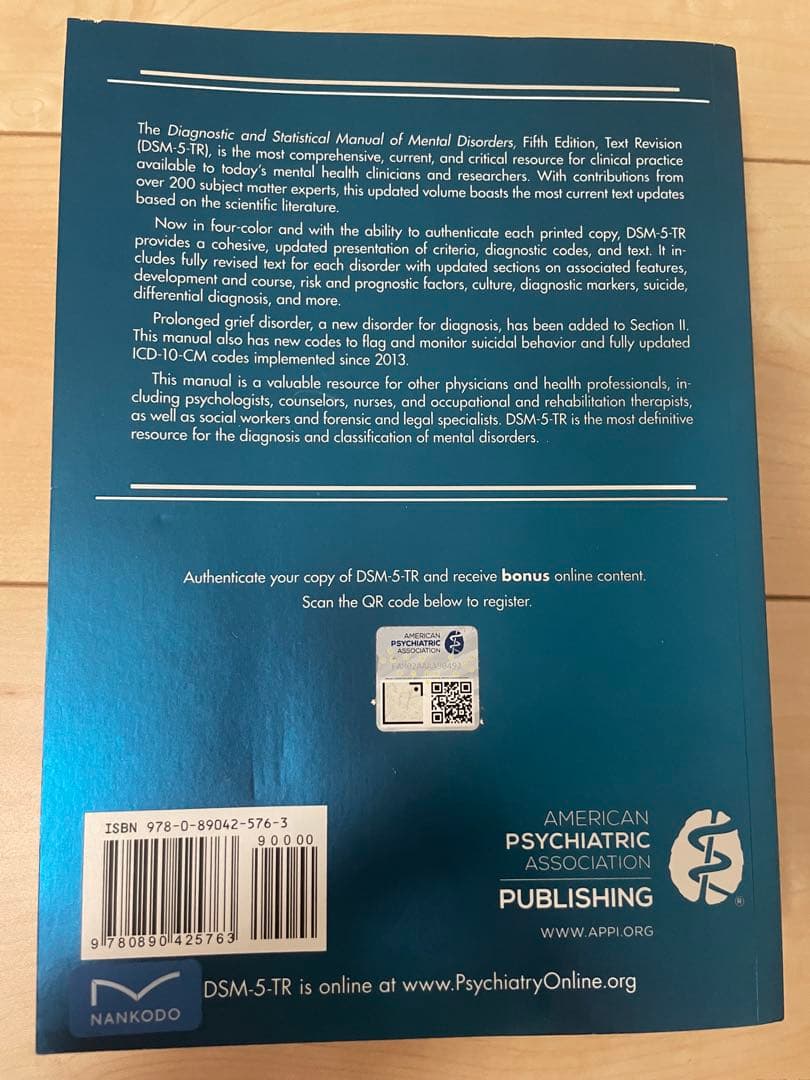 The Diagnostic and Statistical Manual of Mental Disorders, Fifth Edition, Text Revision
(DSM-5-TR), is the most comprehensive, current, and critical resource for clinical practice
available to today's mental health clinicians and researchers. With contributions from
over 200 subject matter experts, this updated volume boasts the most current text updates
based on the scientific literature.
Now in four-color and with the ability to authenticate each printed copy, DSM-5-TR
provides a cohesive, updated presentation of criteria, diagnostic codes, and text. It in-
cludes fully revised text for each disorder with updated sections on associated features,
development and course, risk and prognostic factors, culture, diagnostic markers, suicide,
differential diagnosis, and more.
Prolonged grief disorder, a new disorder for diagnosis, has been added to Section II.
This manual also has new codes to flag and monitor suicidal behavior and fully updated
ICD-10-CM codes implemented since 2013.
This manual is a valuable resource for other physicians and health professionals, in-
cluding psychologists, counselors, nurses, and occupational and rehabilitation therapists,
as well as social workers and forensic and legal specialists. DSM-5-TR is the most definitive
resource for the diagnosis and classification of mental disorders.
Authenticate your copy of DSM-5-TR and receive bonus online content.
Scan the QR code below to register.
AMERICAN
PSYCHIATRIC
ASSOCIATION
ISBN 978-0-89042-576-3
90000
9 780890 425763
AMERICAN
PSYCHIATRIC
ASSOCIATION
PUBLISHING
®
WWW.APPI.ORG
NANKODO
DSM-5-TR is online at www.PsychiatryOnline.org